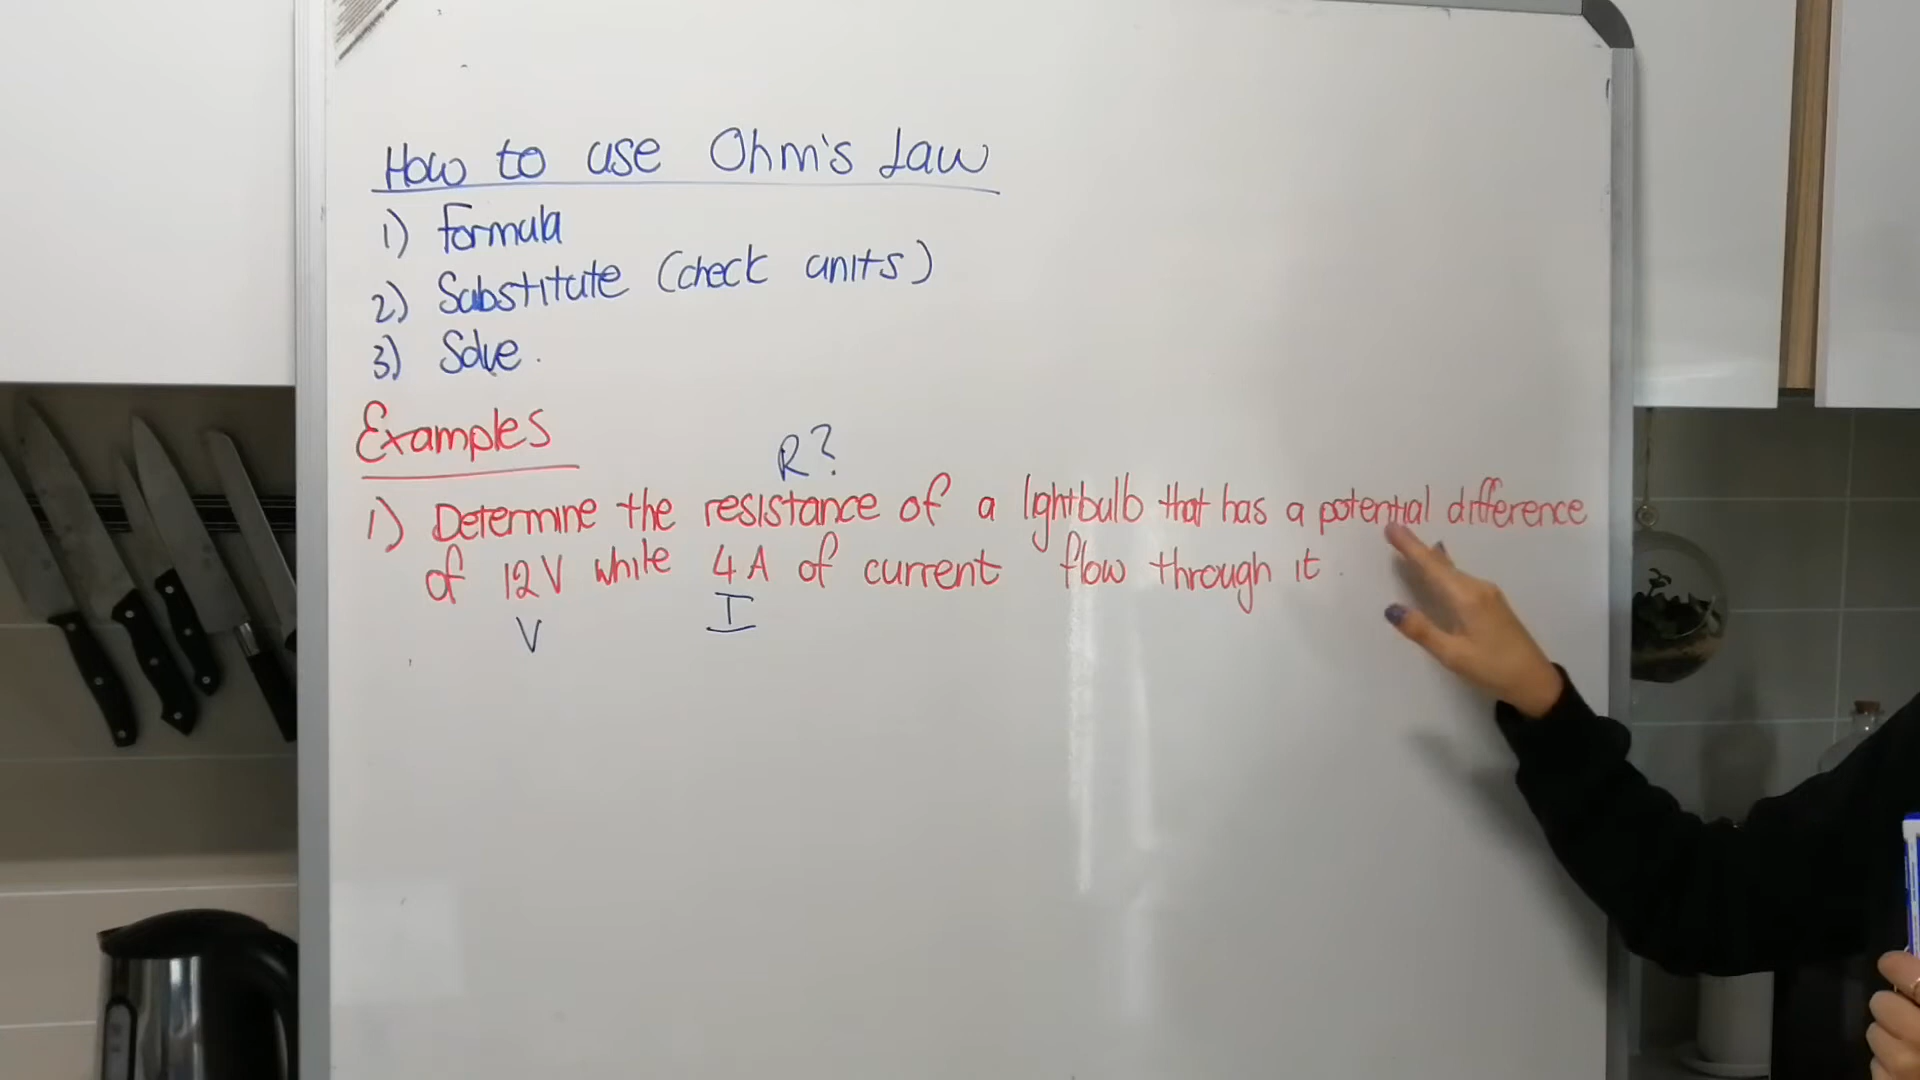 How to use Ohm's Law
1) Formula
2) Substitute (check units)
3) Solve.
Examples
R?
1) Determine the resistance of a lightbulb that has a potential difference
of 12V while 4A of current flow through it.
V I